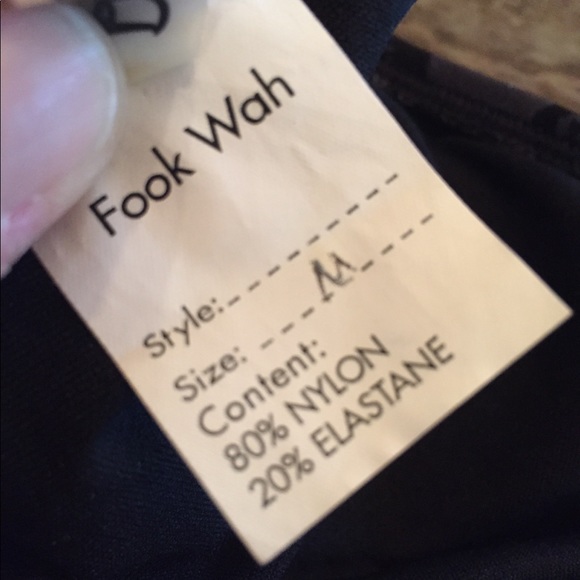 Fook Wah
Style:
Size: M
Content:
80% NYLON
20% ELASTANE